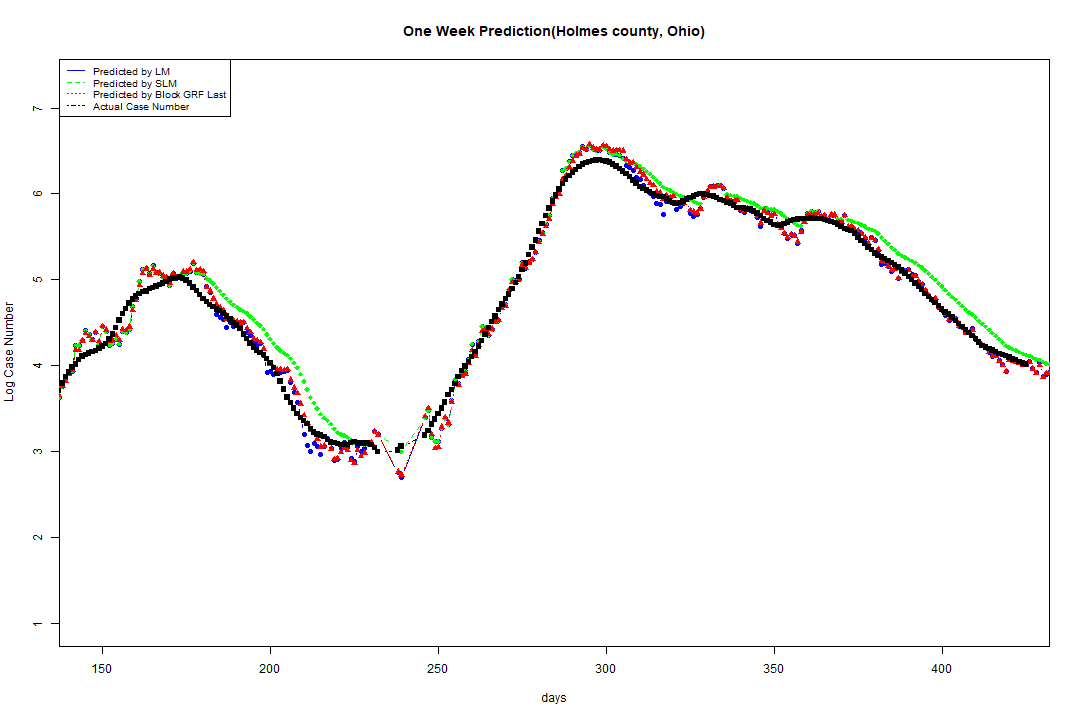 One Week Prediction(Holmes county, Ohio)
Predicted by LM
Predicted by SLM
Predicted by Block GRF Last
Actual Case Number
7
6
5
4
3
2
1
Log Case Number
150 200 250 300 350 400
days